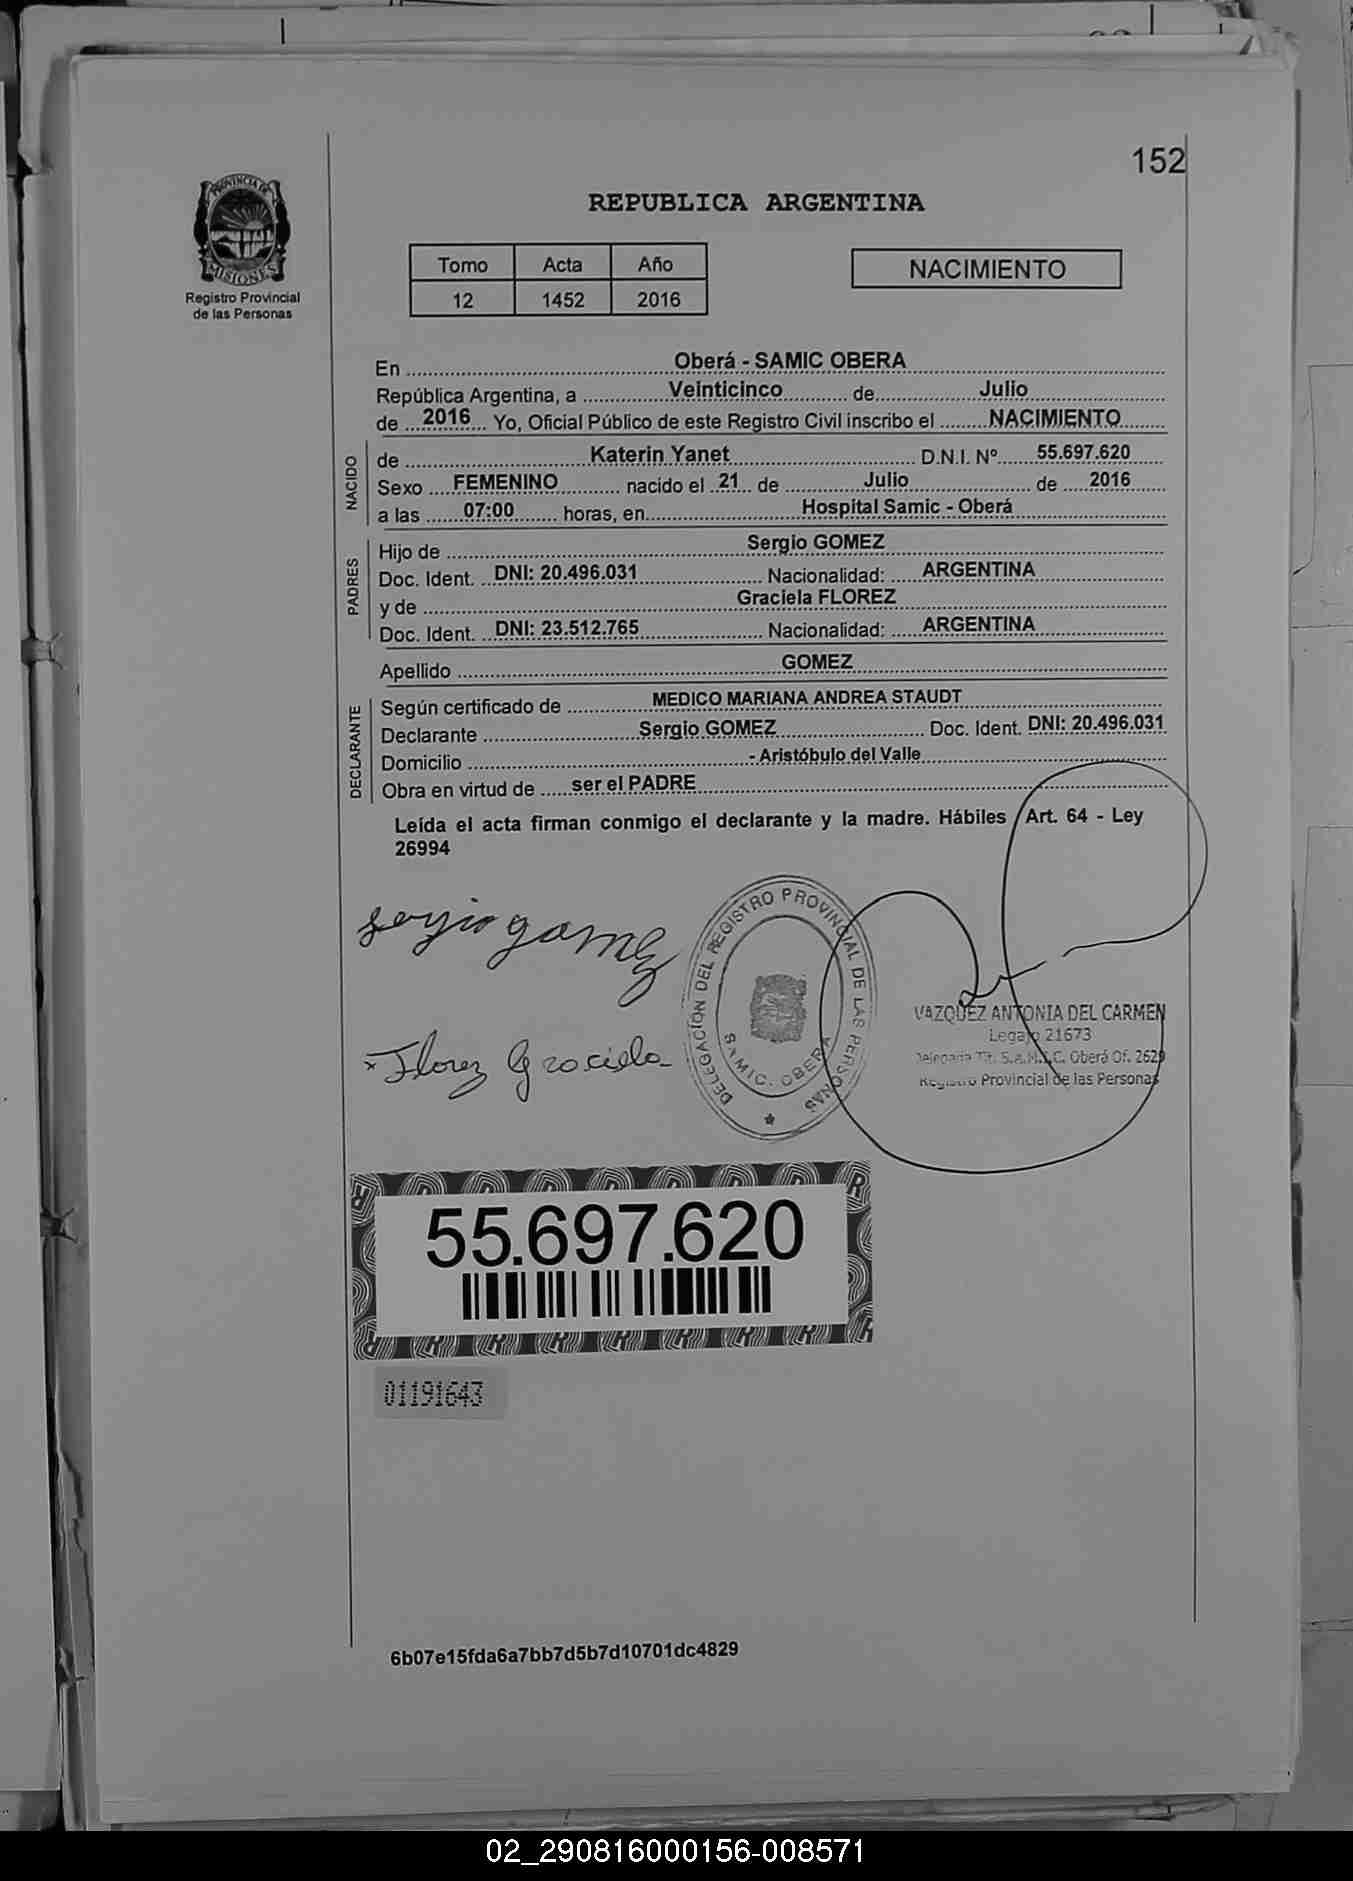 152
PROVINCIA DE
MISIONES
Registro Provincial
de las Personas
REPUBLICA ARGENTINA
Tomo Acta Año
12 1452 2016
NACIMIENTO
En Oberá - SAMIC OBERA
República Argentina, a Veinticinco de Julio
de 2016 Yo, Oficial Público de este Registro Civil inscribo el NACIMIENTO
NACIDO
de Katerin Yanet D.N.I. Nº 55.697.620
Sexo FEMENINO nacido el 21 de Julio de 2016
a las 07:00 horas, en Hospital Samic - Oberá
PADRES
Hijo de Sergio GOMEZ
Doc. Ident. DNI: 20.496.031 Nacionalidad: ARGENTINA
y de Graciela FLOREZ
Doc. Ident. DNI: 23.512.765 Nacionalidad: ARGENTINA
Apellido GOMEZ
DECLARANTE
Según certificado de MEDICO MARIANA ANDREA STAUDT
Declarante Sergio GOMEZ Doc. Ident. DNI: 20.496.031
Domicilio - Aristóbulo del Valle
Obra en virtud de ser el PADRE
Leída el acta firman conmigo el declarante y la madre. Hábiles Art. 64 - Ley
26994
sergio gomez
Florez Graciela
DELEGACIÓN DEL REGISTRO PROVINCIAL DE LAS PERSONAS
SAMIC. OBERA
VAZQUEZ ANTONIA DEL CARMEN
Legajo 21673
Tit. S.A.M.I.C. Oberá Of. 2629
Registro Provincial de las Personas
55.697.620
01191643
6b07e15fda6a7bb7d5b7d10701dc4829
02_290816000156-008571